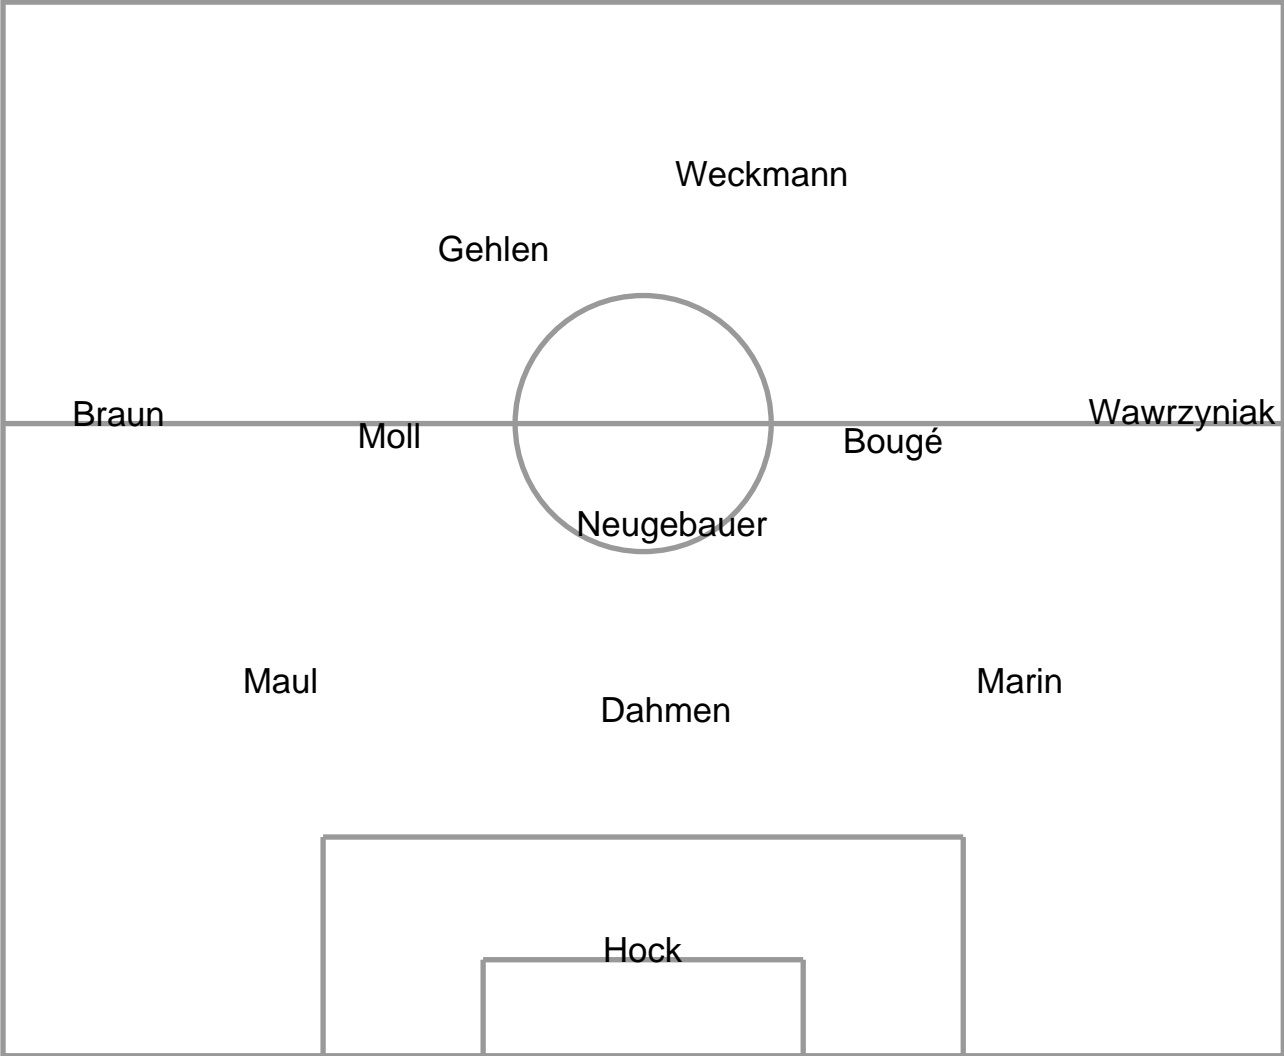 Weckmann
Gehlen
Braun
Wawrzyniak
Moll
Bougé
Neugebauer
Maul
Marin
Dahmen
Hock